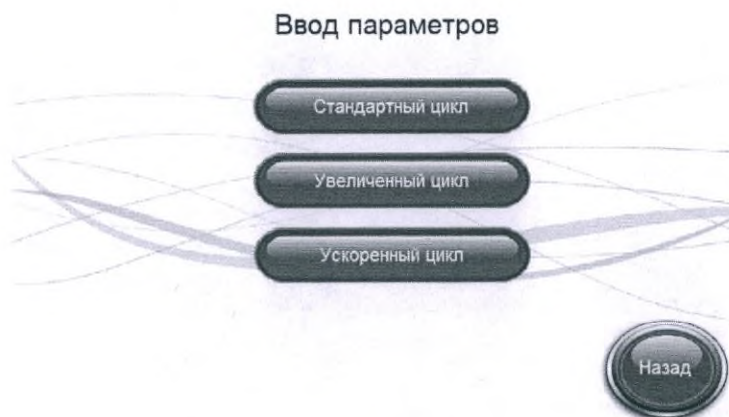 Ввод параметров
Стандартный цикл
Увеличенный цикл
Ускоренный цикл
Назад